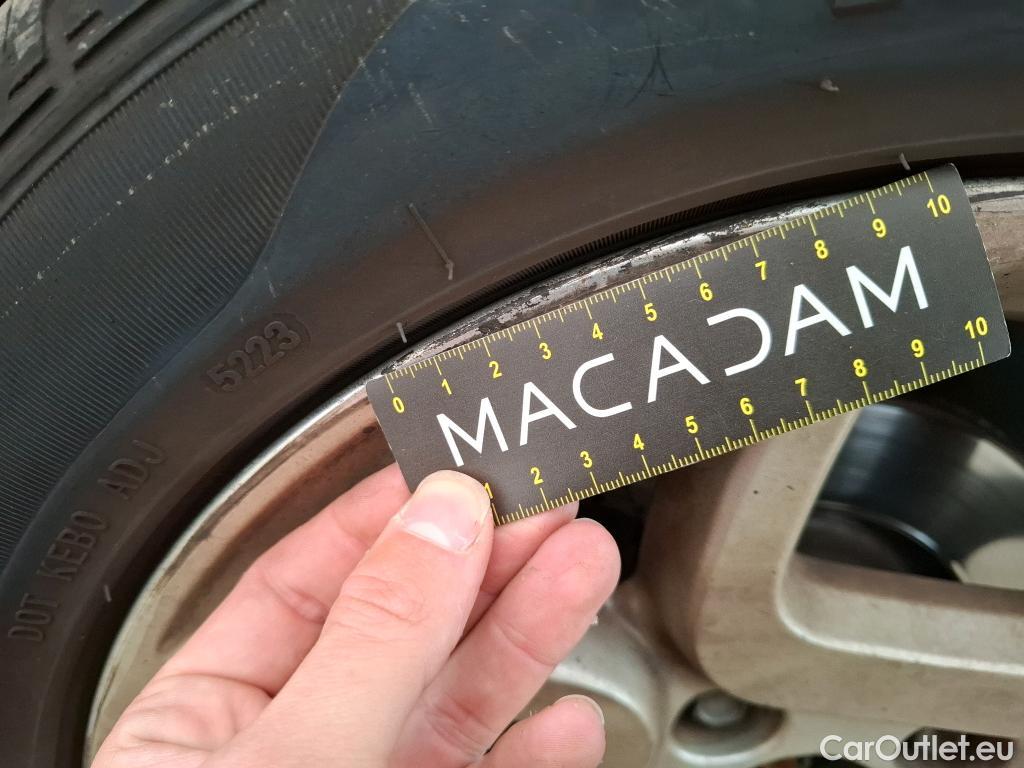 5223
DOT KEBO ADJ
0 1 2 3 4 5 6 7 8 9 10
MACADAM
1 2 3 4 5 6 7 8 9 10
CarOutlet.eu